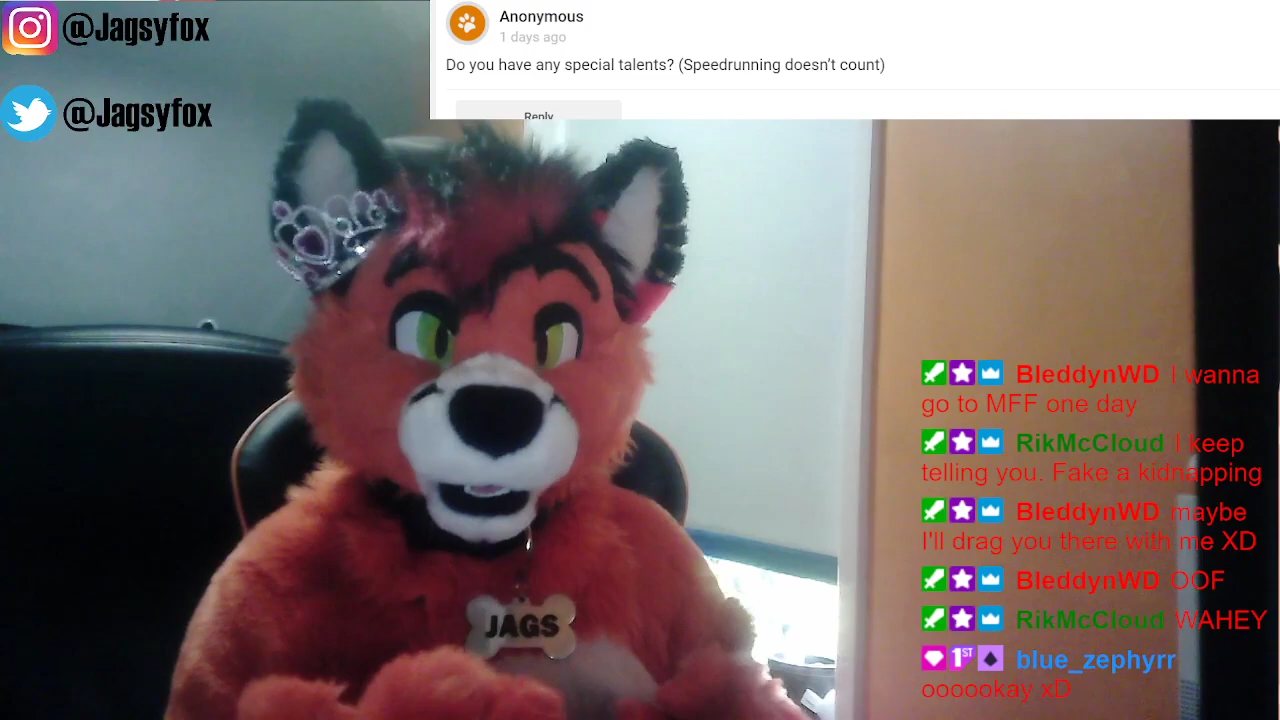 @Jagsyfox
@Jagsyfox
Anonymous
1 days ago
Do you have any special talents? (Speedrunning doesn’t count)
Reply
JAGS
BleddynWD I wanna
go to MFF one day
RikMcCloud I keep
telling you. Fake a kidnapping
BleddynWD maybe
I'll drag you there with me XD
BleddynWD OOF
RikMcCloud WAHEY
1ST blue_zephyrr
ooookay xD